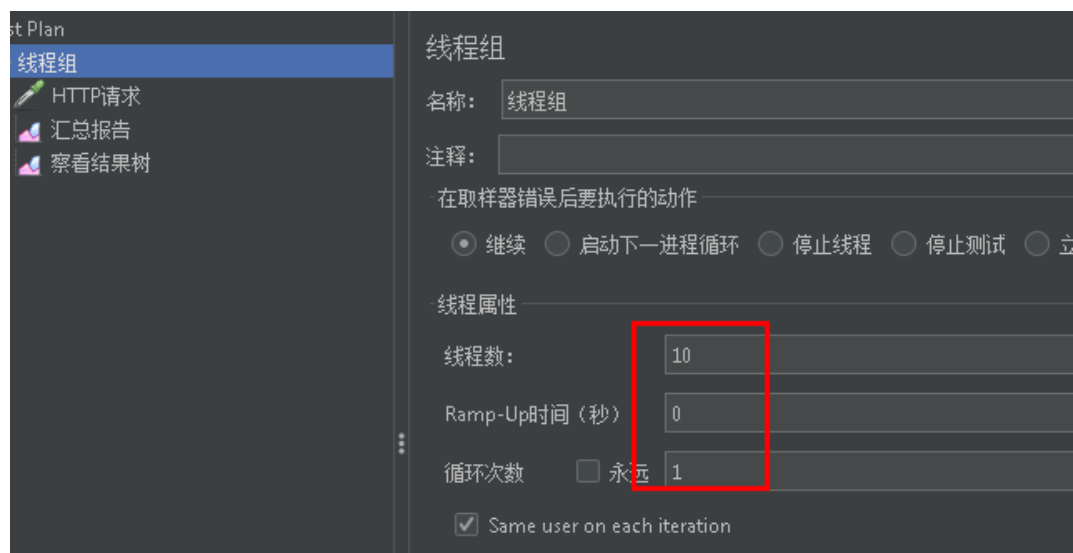 st Plan
线程组
HTTP请求
汇总报告
察看结果树
线程组
名称： 线程组
注释：
在取样器错误后要执行的动作
继续 启动下一进程循环 停止线程 停止测试 立
线程属性
线程数： 10
Ramp-Up时间（秒） 0
循环次数 永远 1
Same user on each iteration